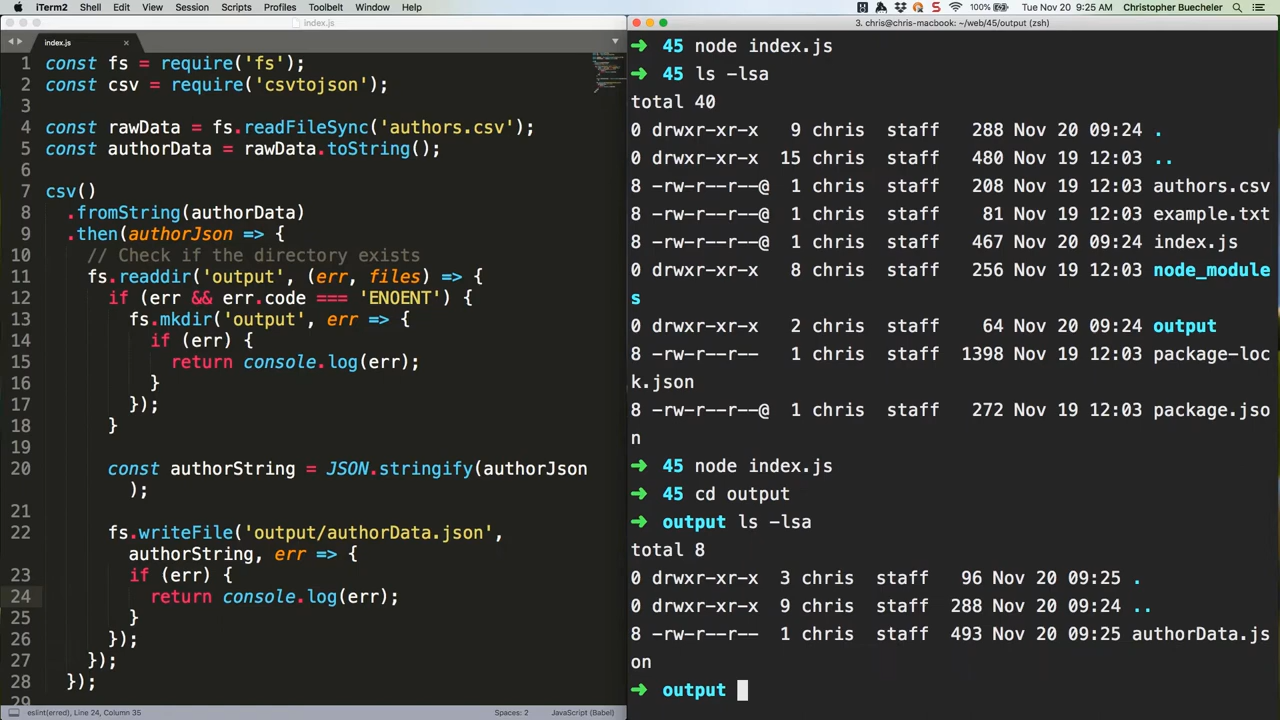 iTerm2 Shell Edit View Session Scripts Profiles Toolbelt Window Help 100% Tue Nov 20 9:25 AM Christopher Buecheler
index.js
index.js ×
1 const fs = require('fs');
2 const csv = require('csvtojson');
3
4 const rawData = fs.readFileSync('authors.csv');
5 const authorData = rawData.toString();
6
7 csv()
8 .fromString(authorData)
9 .then(authorJson => {
10 // Check if the directory exists
11 fs.readdir('output', (err, files) => {
12 if (err && err.code === 'ENOENT') {
13 fs.mkdir('output', err => {
14 if (err) {
15 return console.log(err);
16 }
17 });
18 }
19
20 const authorString = JSON.stringify(authorJson
);
21
22 fs.writeFile('output/authorData.json',
authorString, err => {
23 if (err) {
24 return console.log(err);
25 }
26 });
27 });
28 });
29
eslint(erred), Line 24, Column 35 Spaces: 2 JavaScript (Babel)
3. chris@chris-macbook: ~/web/45/output (zsh)
➜ 45 node index.js
➜ 45 ls -lsa
total 40
0 drwxr-xr-x 9 chris staff 288 Nov 20 09:24 .
0 drwxr-xr-x 15 chris staff 480 Nov 19 12:03 ..
8 -rw-r--r--@ 1 chris staff 208 Nov 19 12:03 authors.csv
8 -rw-r--r--@ 1 chris staff 81 Nov 19 12:03 example.txt
8 -rw-r--r--@ 1 chris staff 467 Nov 20 09:24 index.js
0 drwxr-xr-x 8 chris staff 256 Nov 19 12:03 node_module
s
0 drwxr-xr-x 2 chris staff 64 Nov 20 09:24 output
8 -rw-r--r-- 1 chris staff 1398 Nov 19 12:03 package-loc
k.json
8 -rw-r--r--@ 1 chris staff 272 Nov 19 12:03 package.jso
n
➜ 45 node index.js
➜ 45 cd output
➜ output ls -lsa
total 8
0 drwxr-xr-x 3 chris staff 96 Nov 20 09:25 .
0 drwxr-xr-x 9 chris staff 288 Nov 20 09:24 ..
8 -rw-r--r-- 1 chris staff 493 Nov 20 09:25 authorData.js
on
➜ output